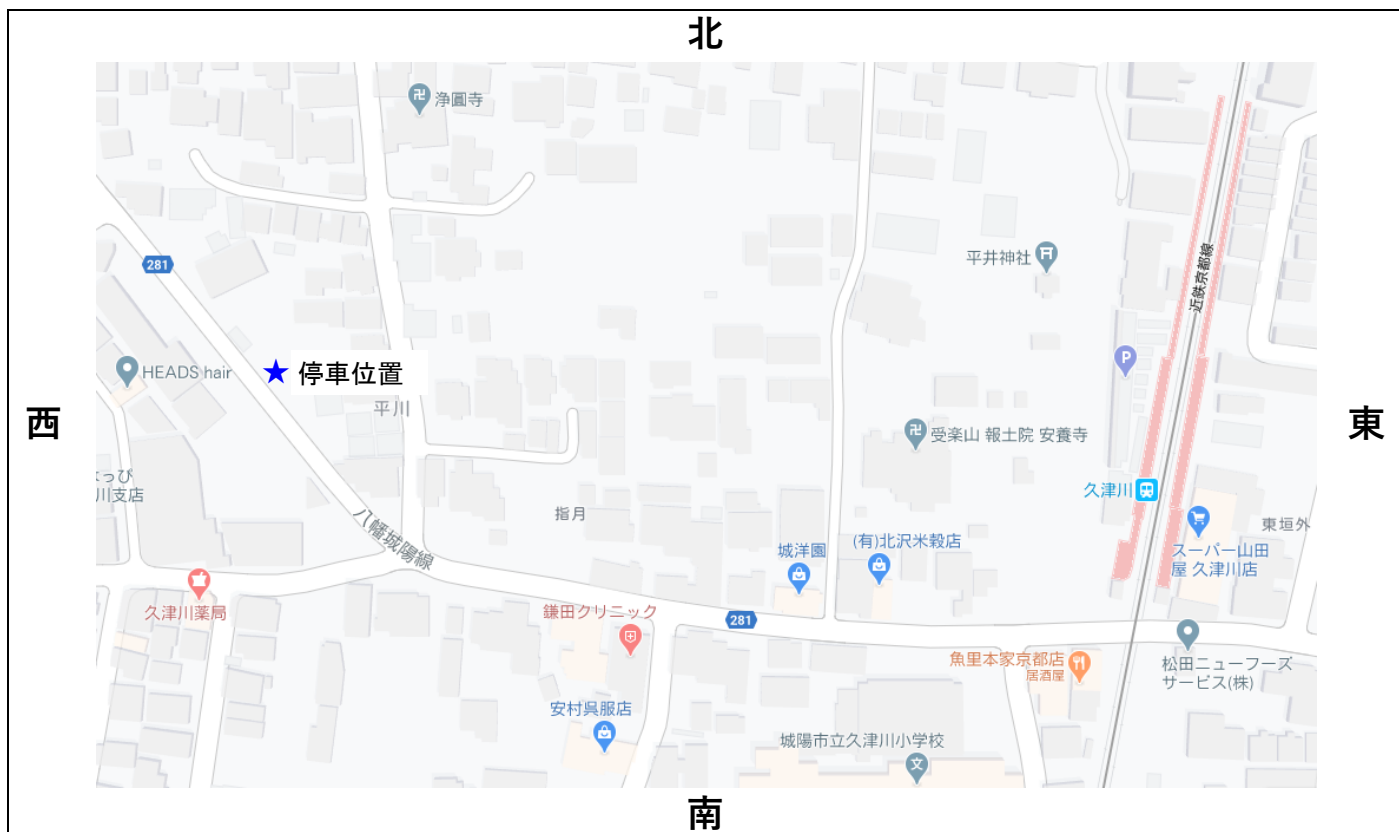 北
浄圓寺
近鉄京都線
平井神社
281
HEADS hair
★ 停車位置
平川
西
東
受楽山 報土院 安養寺
川支店
久津川
指月
八幡城陽線
城洋園
(有)北沢米穀店
東垣外
スーパー山田
屋 久津川店
久津川薬局
鎌田クリニック
281
魚里本家京都店
居酒屋
松田ニューフーズ
サービス(株)
安村呉服店
城陽市立久津川小学校
文
P
南